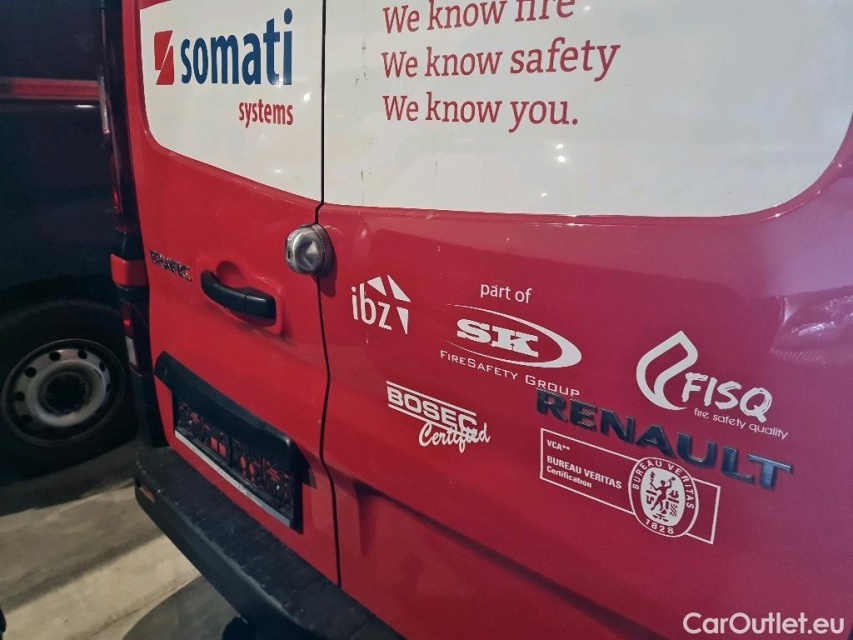 somati
systems
We know fire
We know safety
We know you.
ibz
part of
SK
FIRESAFETY GROUP
FISQ
fire safety quality
BOSEC
Certified
RENAULT
VCA**
BUREAU VERITAS
Certification
BUREAU VERITAS
1828
CarOutlet.eu